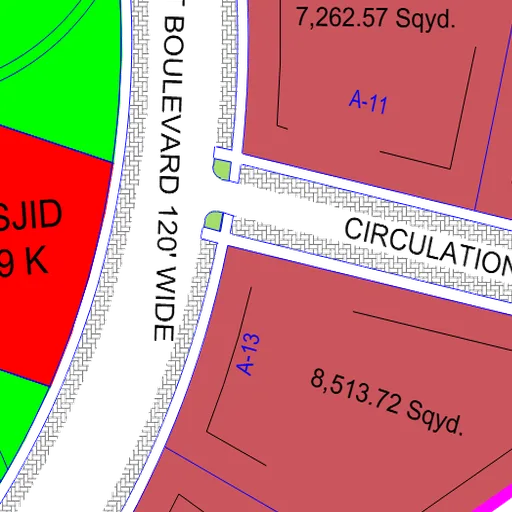 7,262.57 Sqyd.
A-11
BOULEVARD 120' WIDE
SJID
9 K
CIRCULATION
A-13
8,513.72 Sqyd.